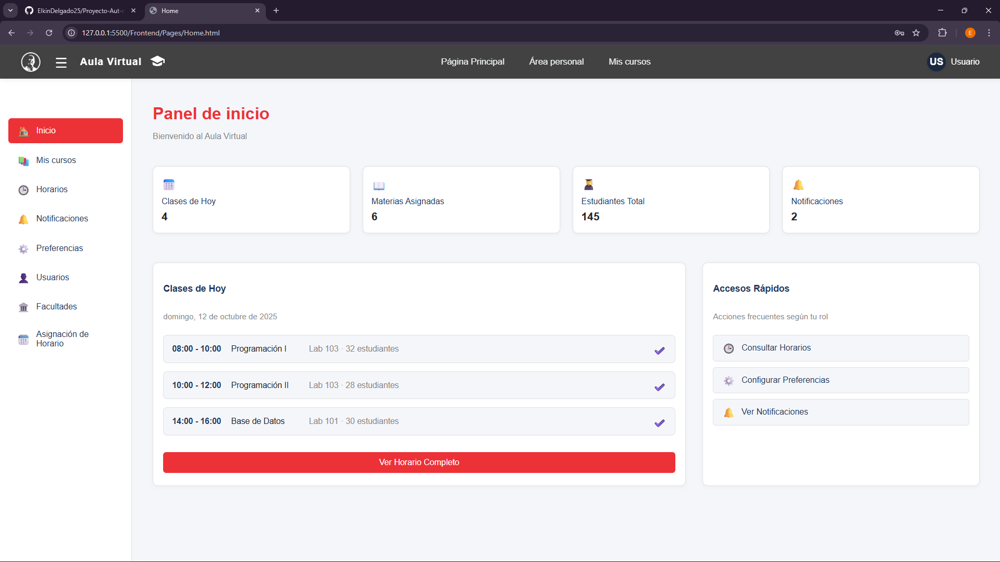 ElkinDelgado25/Proyecto-Aut-r
Home
127.0.0.1:5500/Frontend/Pages/Home.html
E
Aula Virtual
Página Principal
Área personal
Mis cursos
US
Usuario
Inicio
Mis cursos
Horarios
Notificaciones
Preferencias
Usuarios
Facultades
Asignación de
Horario
Panel de inicio
Bienvenido al Aula Virtual
Clases de Hoy
4
Materias Asignadas
6
Estudiantes Total
145
Notificaciones
2
Clases de Hoy
domingo, 12 de octubre de 2025
08:00 - 10:00 Programación I Lab 103 · 32 estudiantes
10:00 - 12:00 Programación II Lab 103 · 28 estudiantes
14:00 - 16:00 Base de Datos Lab 101 · 30 estudiantes
Ver Horario Completo
Accesos Rápidos
Acciones frecuentes según tu rol
Consultar Horarios
Configurar Preferencias
Ver Notificaciones